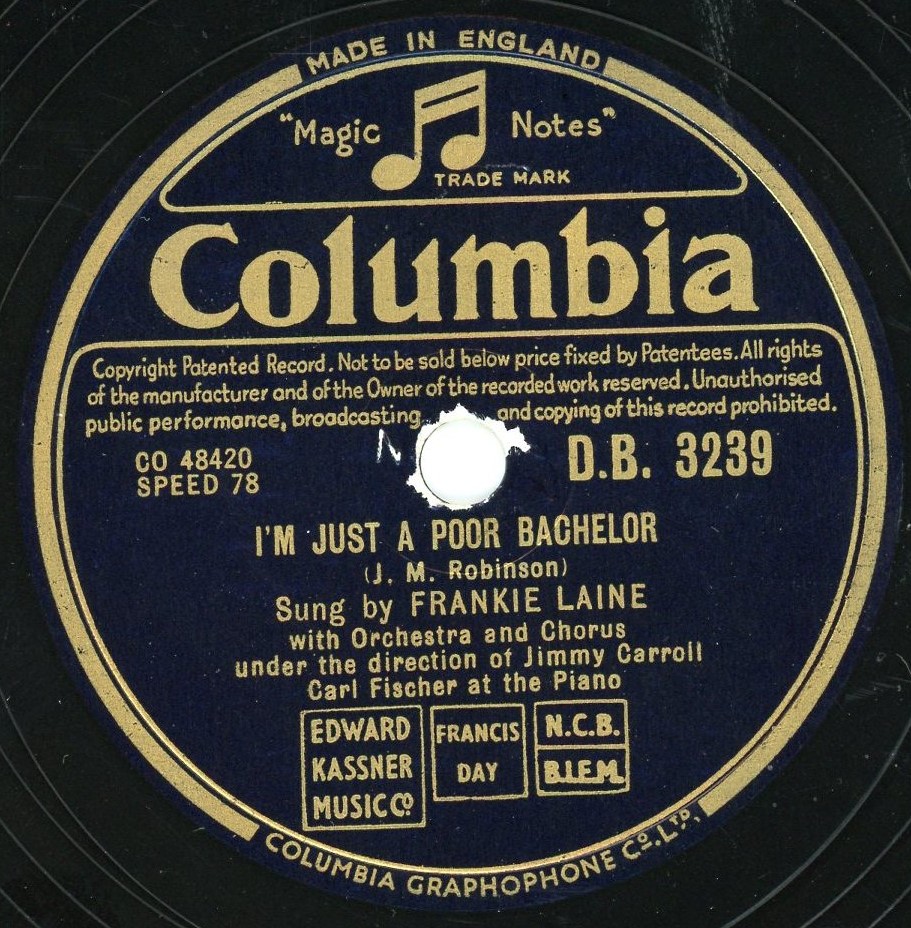 MADE IN ENGLAND
"Magic Notes"
TRADE MARK
Columbia
Copyright Patented Record. Not to be sold below price fixed by Patentees. All rights
of the manufacturer and of the Owner of the recorded work reserved. Unauthorised
public performance, broadcasting and copying of this record prohibited.
CO 48420
SPEED 78
D.B. 3239
I'M JUST A POOR BACHELOR
(J. M. Robinson)
Sung by FRANKIE LAINE
with Orchestra and Chorus
under the direction of Jimmy Carroll
Carl Fischer at the Piano
EDWARD
KASSNER
MUSIC Cº
FRANCIS
DAY
N.C.B.
B.I.E.M.
COLUMBIA GRAPHOPHONE Cº. LTD.